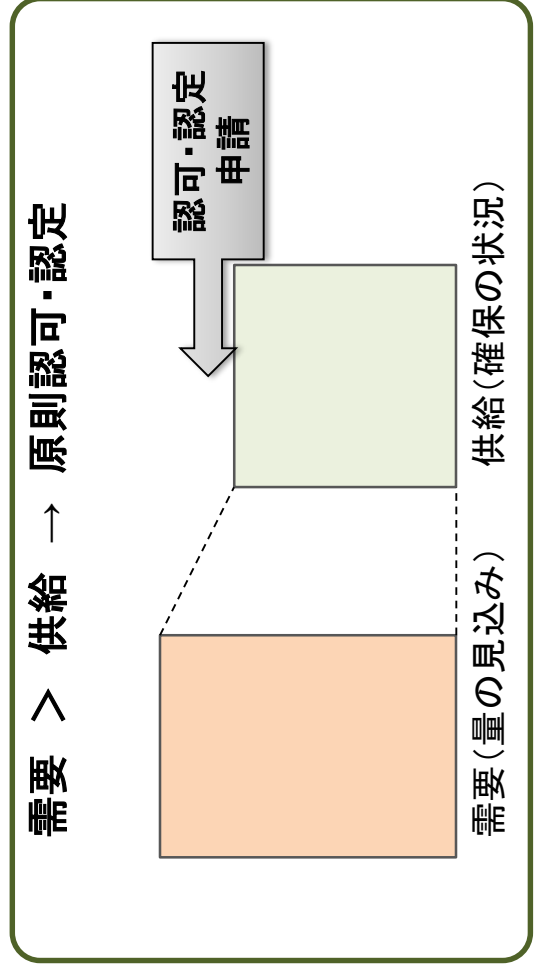 需要 ＞ 供給 → 原則認可・認定
認可・認定
申請
需要(量の見込み)
供給(確保の状況)